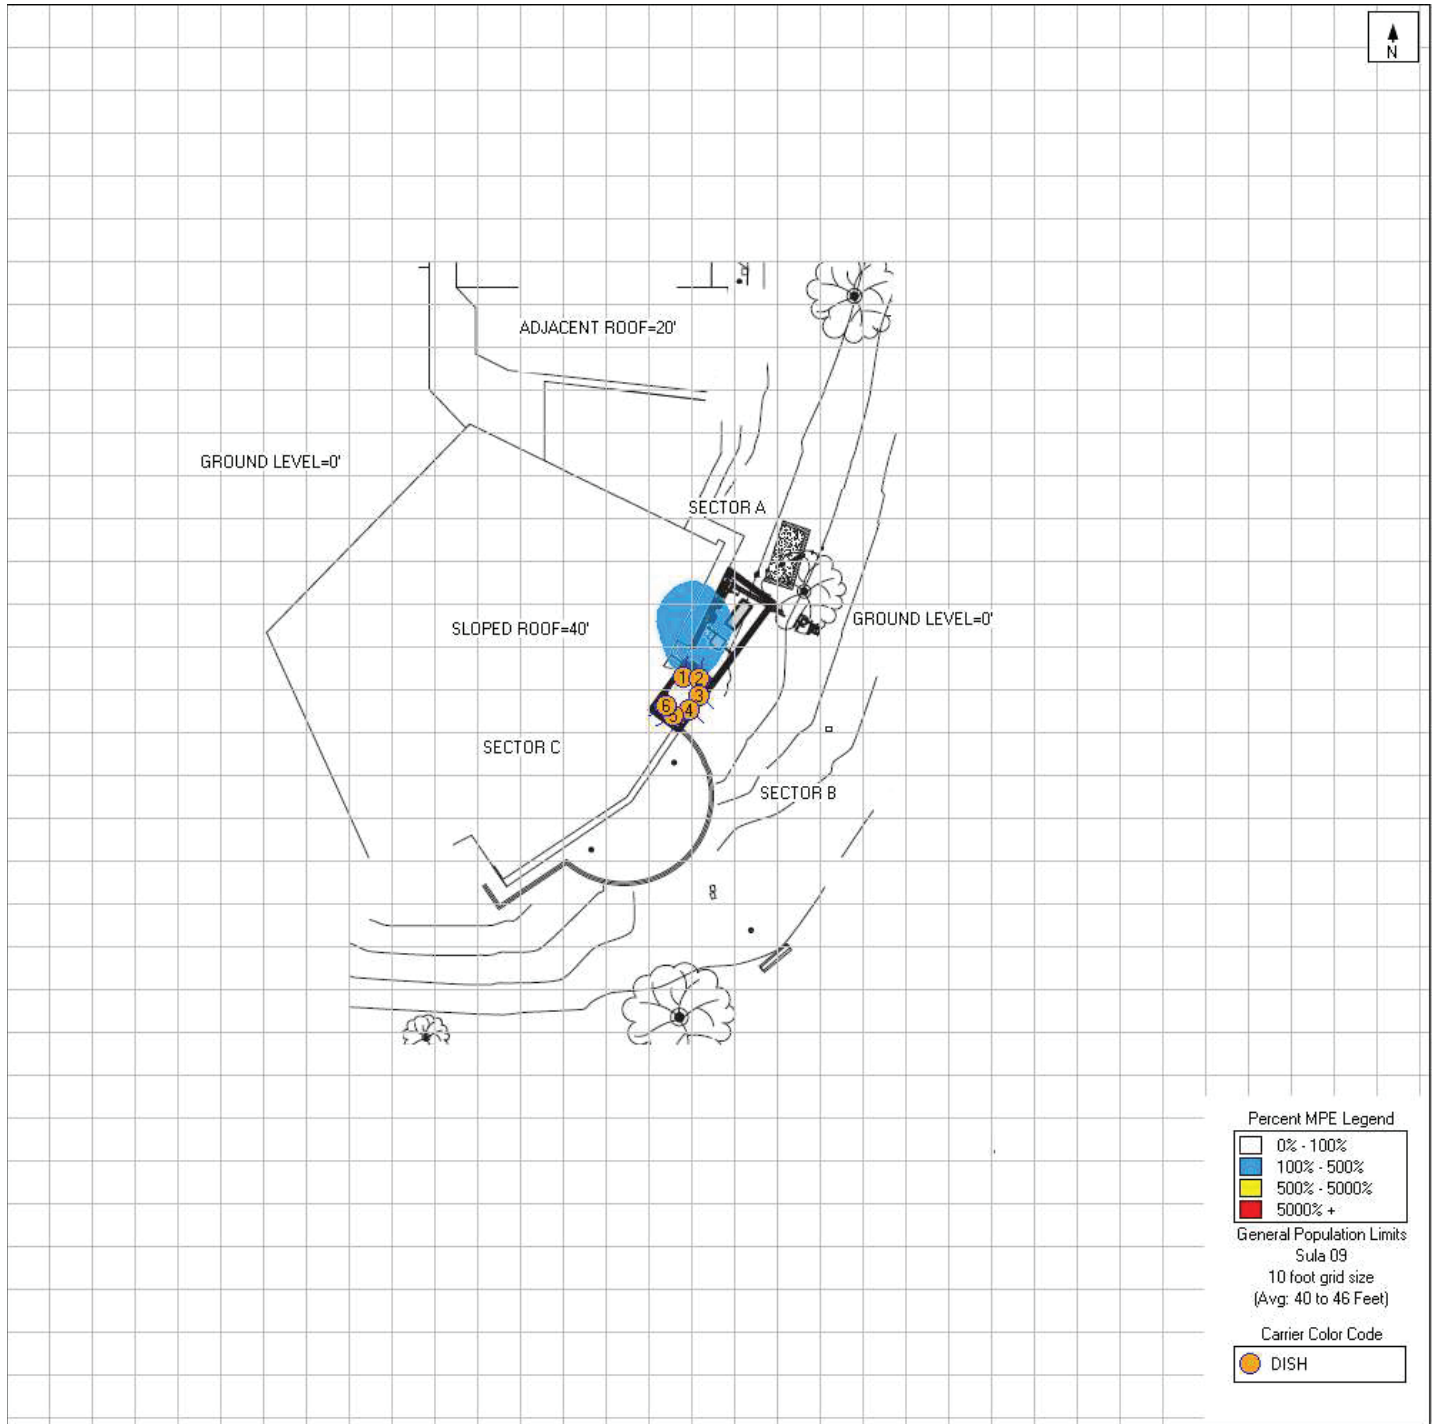 N
ADJACENT ROOF=20'
GROUND LEVEL=0'
SECTOR A
SLOPED ROOF=40'
GROUND LEVEL=0'
1
2
3
6
4
5
SECTOR C
SECTOR B
Percent MPE Legend
0% - 100%
100% - 500%
500% - 5000%
5000% +
General Population Limits
Sula 09
10 foot grid size
(Avg: 40 to 46 Feet)
Carrier Color Code
DISH